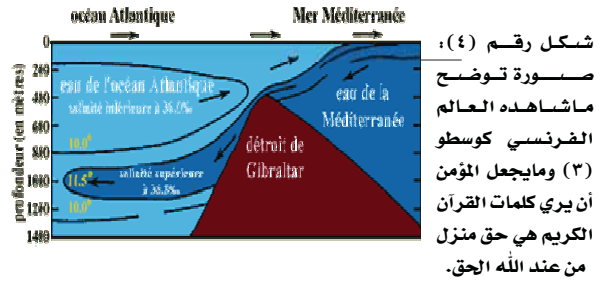 océan Atlantique
Mer Méditerranée
profondeur (en mètres)
0
200
400
600
800
1000
1200
1400
eau de l'océan Atlantique
salinité inférieure à 36.0‰
10.0°
11.5°
10.0°
salinité supérieure à 36.5‰
détroit de
Gibraltar
eau de la
Méditerranée
شكل رقم (٤):
صورة توضح
ماشاهده العالم
الفرنسي كوسطو
(٣) ومايجعل المؤمن
أن يري كلمات القرآن
الكريم هي حق منزل
من عند الله الحق.